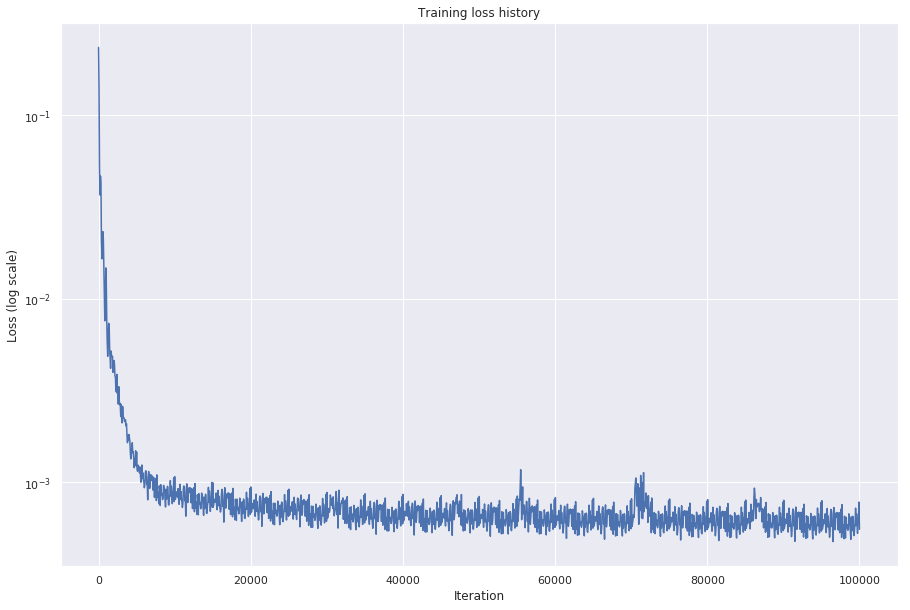 Training loss history
Loss (log scale)
10⁻¹
10⁻²
10⁻³
0 20000 40000 60000 80000 100000
Iteration